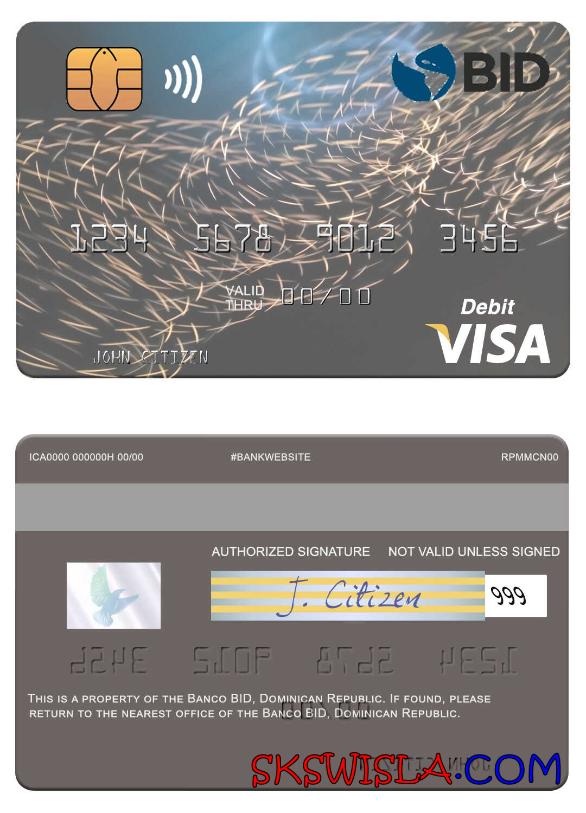 BID
1234 5678 9012 3456
VALID THRU 00/00
Debit
VISA
JOHN CITIZEN
ICA0000 000000H 00/00 #BANKWEBSITE RPMMCN00
AUTHORIZED SIGNATURE NOT VALID UNLESS SIGNED
J. Citizen 999
THIS IS A PROPERTY OF THE BANCO BID, DOMINICAN REPUBLIC. IF FOUND, PLEASE
RETURN TO THE NEAREST OFFICE OF THE BANCO BID, DOMINICAN REPUBLIC.
SKSWISLA.COM